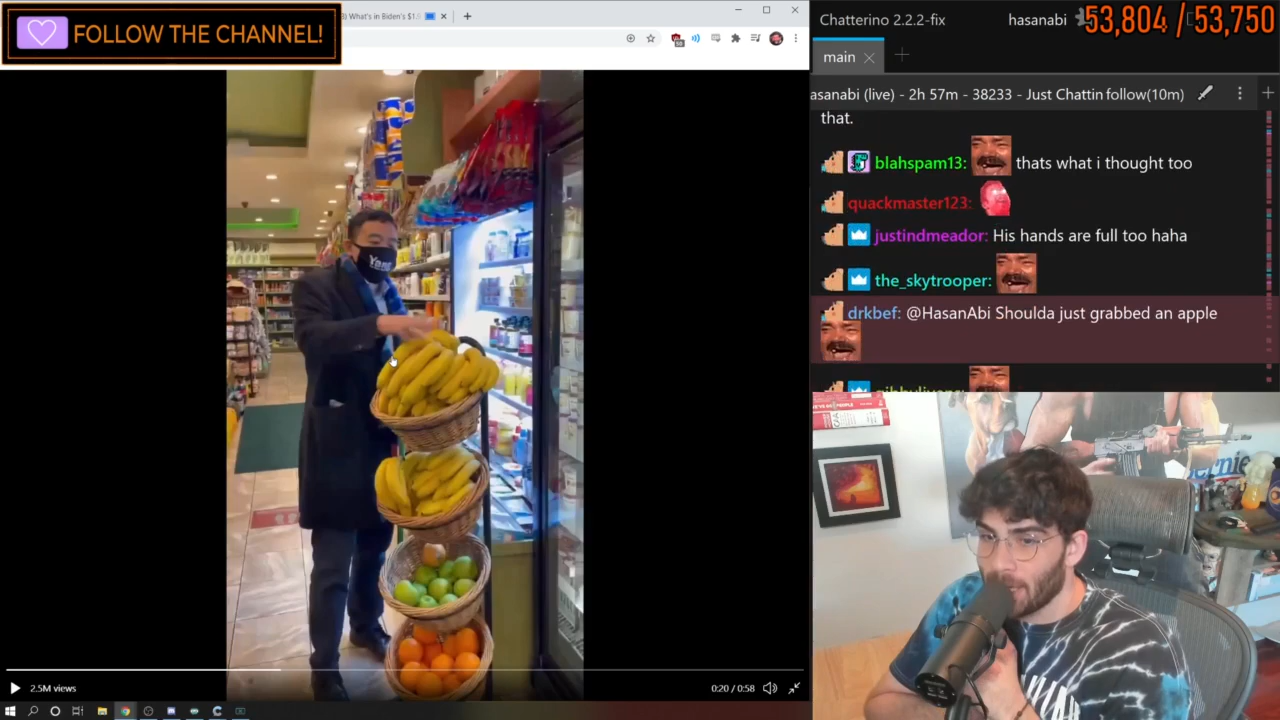 FOLLOW THE CHANNEL!
What's in Biden's $1.
Chatterino 2.2.2-fix
hasanabi
53,804 / 53,750
main
asanabi (live) - 2h 57m - 38233 - Just Chattin follow(10m)
that.
blahspam13: thats what i thought too
quackmaster123:
justindmeador: His hands are full too haha
the_skytrooper:
drkbef: @HasanAbi Shoulda just grabbed an apple
Yang
2.5M views
0:20 / 0:58